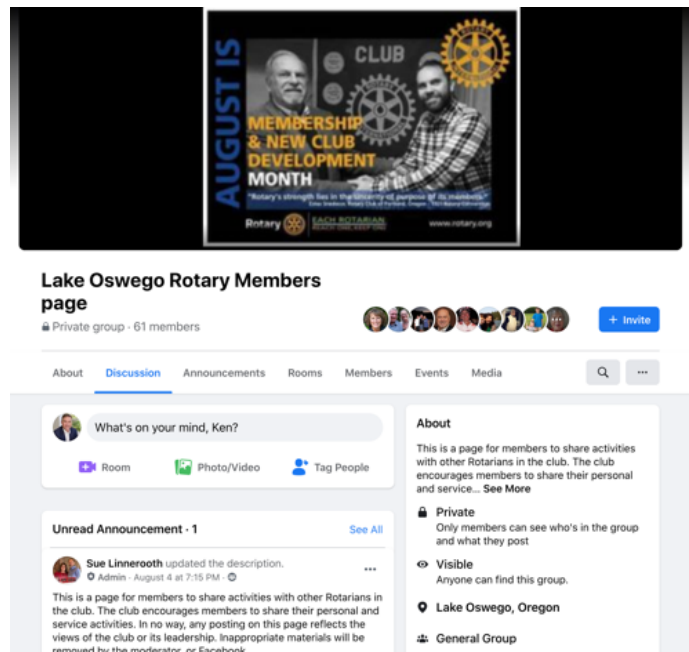 AUGUST IS
CLUB
MEMBERSHIP
& NEW CLUB
DEVELOPMENT
MONTH
"Rotary's strength lies in the sincerity of purpose of its members."
Rotary
EACH ROTARIAN
REACH ONE, KEEP ONE
www.rotary.org
Lake Oswego Rotary Members
page
Private group · 61 members
+ Invite
About Discussion Announcements Rooms Members Events Media
What's on your mind, Ken?
Room Photo/Video Tag People
Unread Announcement · 1 See All
Sue Linnerooth updated the description.
Admin · August 4 at 7:15 PM ·
This is a page for members to share activities with other Rotarians in
the club. The club encourages members to share their personal and
service activities. In no way, any posting on this page reflects the
views of the club or its leadership. Inappropriate materials will be
removed by the moderator, or Facebook
About
This is a page for members to share activities
with other Rotarians in the club. The club
encourages members to share their personal
and service... See More
Private
Only members can see who's in the group
and what they post
Visible
Anyone can find this group.
Lake Oswego, Oregon
General Group